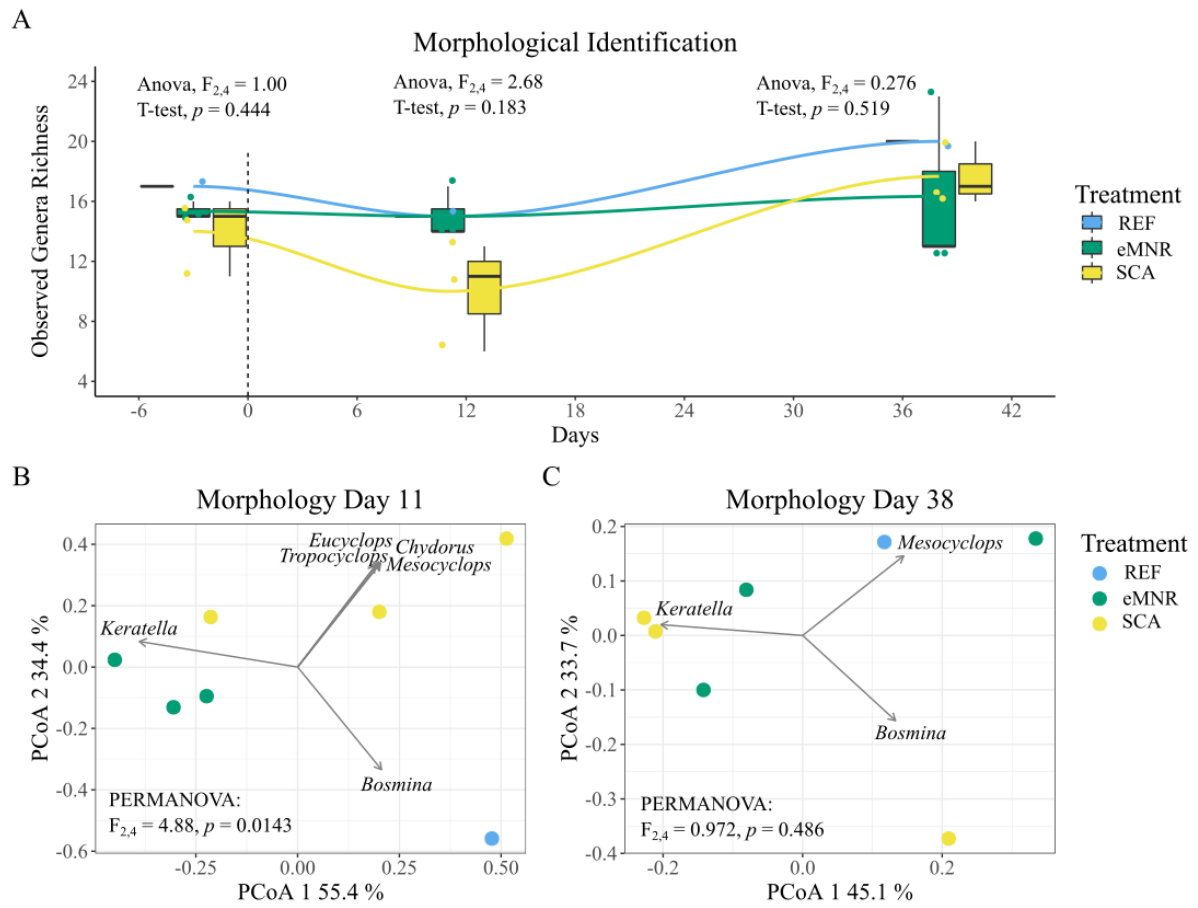 A
Morphological Identification
Anova, F2,4 = 1.00
T-test, p = 0.444
Anova, F2,4 = 2.68
T-test, p = 0.183
Anova, F2,4 = 0.276
T-test, p = 0.519
Observed Genera Richness
24
20
16
12
8
4
-6
0
6
12
18
24
30
36
42
Days
Treatment
REF
eMNR
SCA
B
Morphology Day 11
PCoA 2 34.4 %
0.4
0.2
0.0
-0.2
-0.4
-0.6
Eucyclops
Chydorus
Tropocyclops
Mesocyclops
Keratella
Bosmina
PERMANOVA:
F2,4 = 4.88, p = 0.0143
-0.25
0.00
0.25
0.50
PCoA 1 55.4 %
C
Morphology Day 38
PCoA 2 33.7 %
0.2
0.1
0.0
-0.1
-0.2
-0.3
-0.4
Mesocyclops
Keratella
Bosmina
PERMANOVA:
F2,4 = 0.972, p = 0.486
-0.2
0.0
0.2
PCoA 1 45.1 %
Treatment
REF
eMNR
SCA